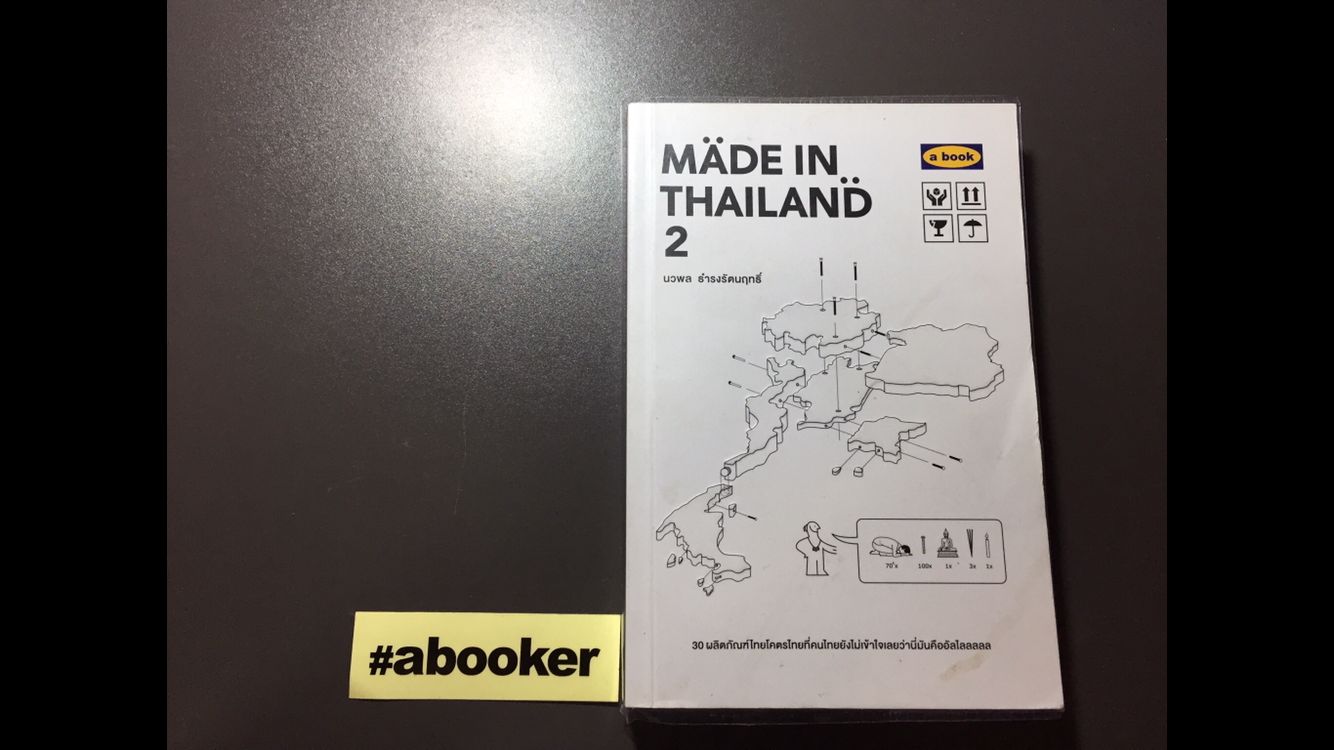 MÄDE IN
THAILAND̈
2
a book
นวพล ธำรงรัตนฤทธิ์
70°x 100x 1x 3x 1x
30 ผลิตภัณฑ์ไทยโคตรไทยที่คนไทยยังไม่เข้าใจเลยว่านี่มันคืออัลไลลลลล
#abooker